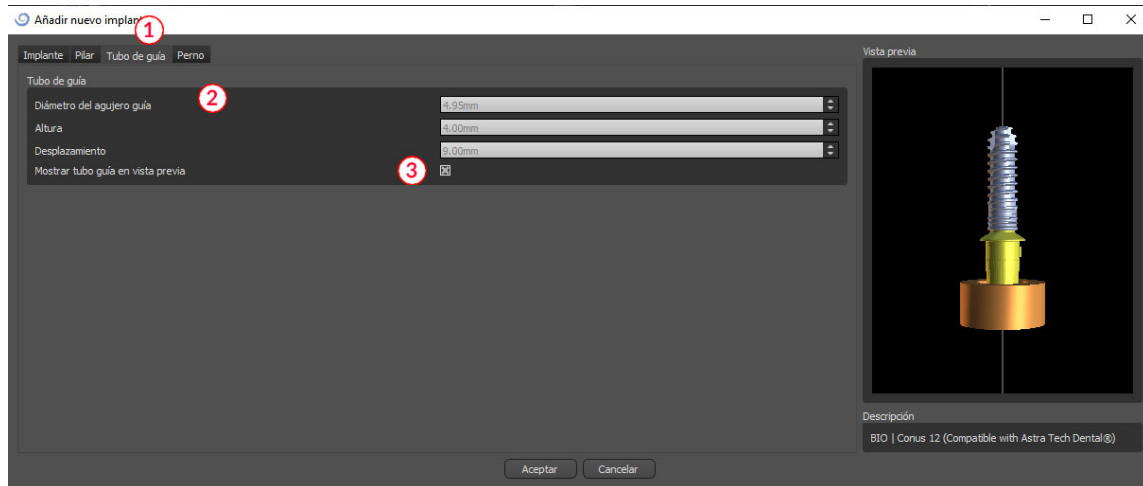 Añadir nuevo implante
1
Implante Pilar Tubo de guía Perno
Tubo de guía
Diámetro del agujero guía 2 4.95mm
Altura 4.00mm
Desplazamiento 9.00mm
Mostrar tubo guía en vista previa 3
Vista previa
Descripción
BIO | Conus 12 (Compatible with Astra Tech Dental®)
Aceptar Cancelar